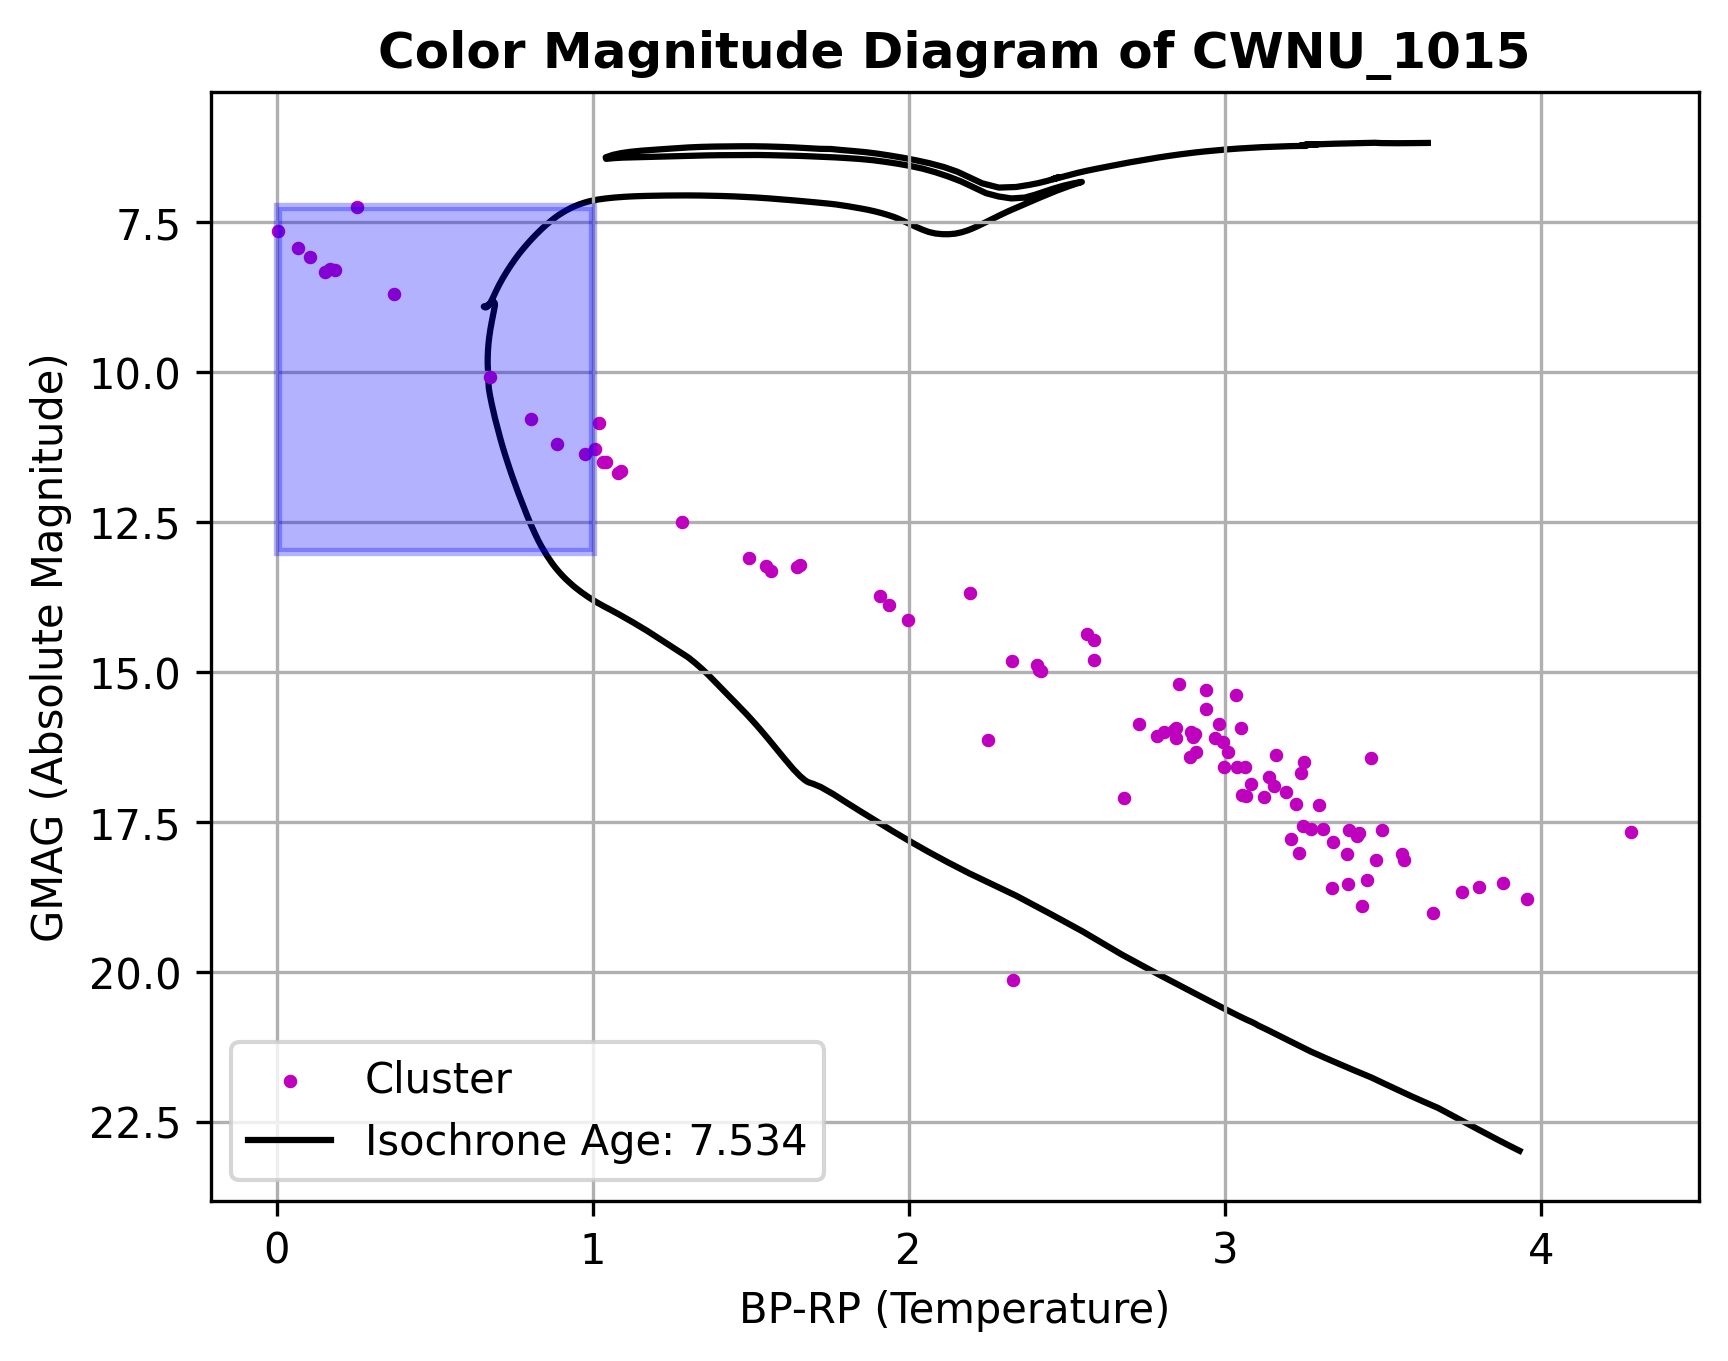 Color Magnitude Diagram of CWNU_1015
GMAG (Absolute Magnitude)
7.5
10.0
12.5
15.0
17.5
20.0
22.5
Cluster
Isochrone Age: 7.534
0 1 2 3 4
BP-RP (Temperature)